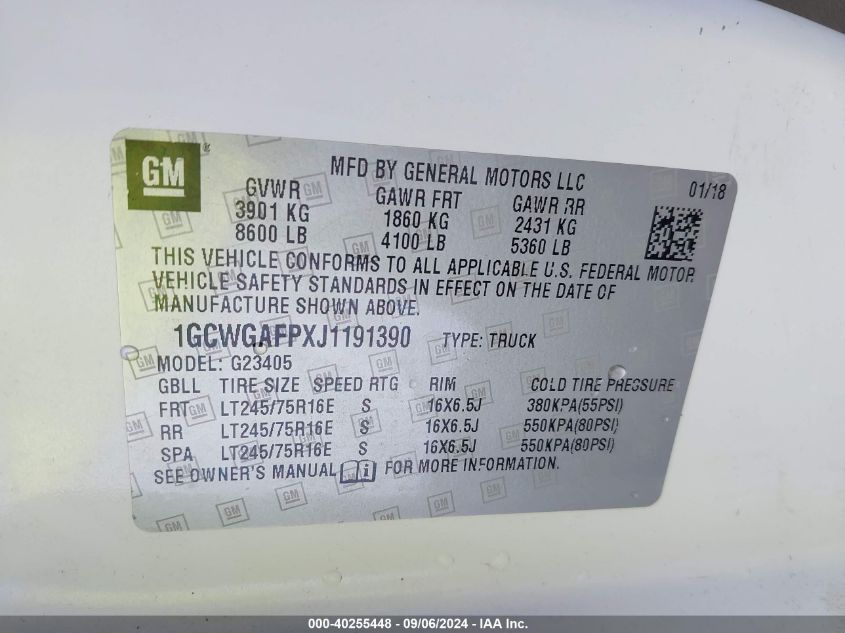 GM ®
MFD BY GENERAL MOTORS LLC 01/18
GVWR GAWR FRT GAWR RR
3901 KG 1860 KG 2431 KG
8600 LB 4100 LB 5360 LB
THIS VEHICLE CONFORMS TO ALL APPLICABLE U.S. FEDERAL MOTOR
VEHICLE SAFETY STANDARDS IN EFFECT ON THE DATE OF
MANUFACTURE SHOWN ABOVE.
1GCWGAFPXJ1191390 TYPE: TRUCK
MODEL: G23405
GBLL TIRE SIZE SPEED RTG RIM COLD TIRE PRESSURE
FRT LT245/75R16E S 16X6.5J 380KPA(55PSI)
RR LT245/75R16E S 16X6.5J 550KPA(80PSI)
SPA LT245/75R16E S 16X6.5J 550KPA(80PSI)
SEE OWNER'S MANUAL i FOR MORE INFORMATION.
000-40255448 - 09/06/2024 - IAA Inc.